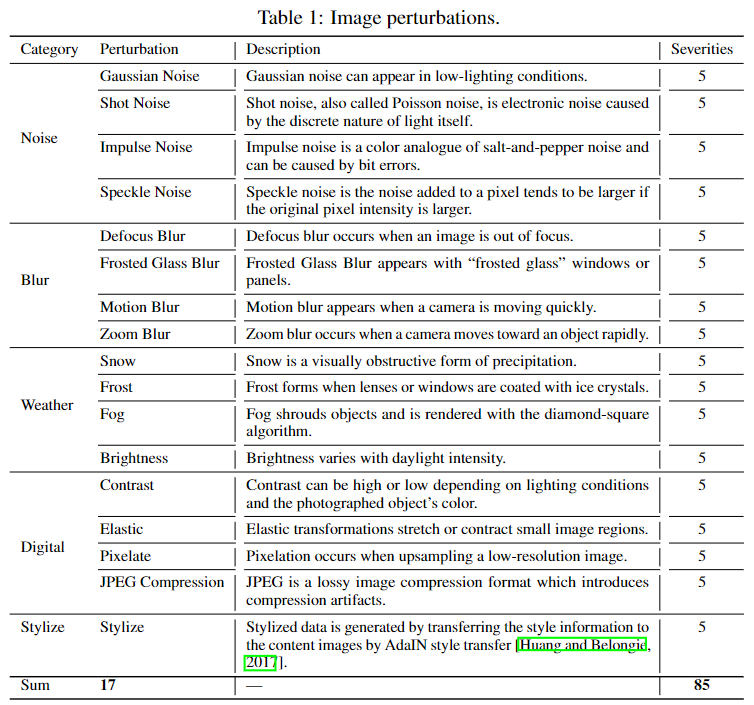 Table 1: Image perturbations.
Category Perturbation Description Severities
Gaussian Noise Gaussian noise can appear in low-lighting conditions. 5
Shot Noise Shot noise, also called Poisson noise, is electronic noise caused 5
by the discrete nature of light itself.
Noise
Impulse Noise Impulse noise is a color analogue of salt-and-pepper noise and 5
can be caused by bit errors.
Speckle Noise Speckle noise is the noise added to a pixel tends to be larger if 5
the original pixel intensity is larger.
Defocus Blur Defocus blur occurs when an image is out of focus. 5
Frosted Glass Blur Frosted Glass Blur appears with “frosted glass” windows or 5
Blur panels.
Motion Blur Motion blur appears when a camera is moving quickly. 5
Zoom Blur Zoom blur occurs when a camera moves toward an object rapidly. 5
Snow Snow is a visually obstructive form of precipitation. 5
Frost Frost forms when lenses or windows are coated with ice crystals. 5
Weather
Fog Fog shrouds objects and is rendered with the diamond-square 5
algorithm.
Brightness Brightness varies with daylight intensity. 5
Contrast Contrast can be high or low depending on lighting conditions 5
and the photographed object’s color.
Elastic Elastic transformations stretch or contract small image regions. 5
Digital
Pixelate Pixelation occurs when upsampling a low-resolution image. 5
JPEG Compression JPEG is a lossy image compression format which introduces 5
compression artifacts.
Stylize Stylize Stylized data is generated by transferring the style information to 5
the content images by AdaIN style transfer [Huang and Belongie,
2017].
Sum 17 — 85